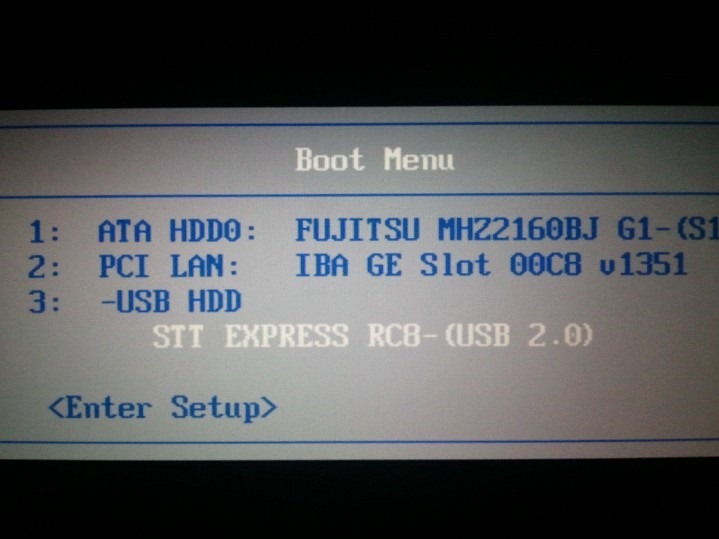 Boot Menu
1: ATA HDD0: FUJITSU MHZ2160BJ G1-(S1
2: PCI LAN: IBA GE Slot 00C8 v1351
3: -USB HDD
STT EXPRESS RC8-(USB 2.0)
<Enter Setup>